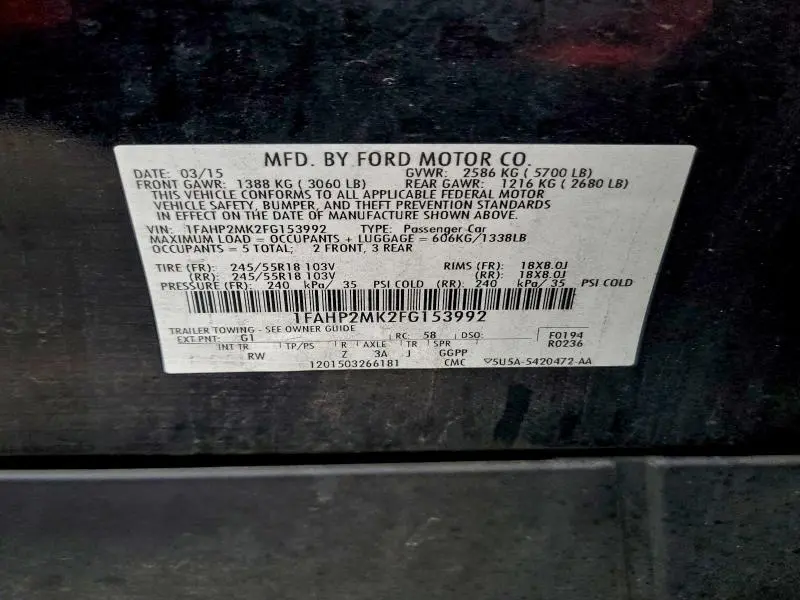 MFD. BY FORD MOTOR CO.
DATE: 03/15 GVWR: 2586 KG ( 5700 LB)
FRONT GAWR: 1388 KG ( 3060 LB) REAR GAWR: 1216 KG ( 2680 LB)
THIS VEHICLE CONFORMS TO ALL APPLICABLE FEDERAL MOTOR
VEHICLE SAFETY, BUMPER, AND THEFT PREVENTION STANDARDS
IN EFFECT ON THE DATE OF MANUFACTURE SHOWN ABOVE.
VIN: 1FAHP2MK2FG153992 TYPE: Passenger Car
MAXIMUM LOAD = OCCUPANTS + LUGGAGE = 606KG/1338LB
OCCUPANTS = 5 TOTAL; 2 FRONT, 3 REAR
TIRE (FR): 245/55R18 103V RIMS (FR): 18X8.0J
(RR): 245/55R18 103V (RR): 18X8.0J
PRESSURE (FR): 240 kPa/ 35 PSI COLD (RR): 240 kPa/ 35 PSI COLD
1FAHP2MK2FG153992
TRAILER TOWING - SEE OWNER GUIDE
EXT PNT: G1 RC: 58 DSO: F0194
INT TR TP/PS R AXLE TR SPR R0236
RW Z 3A J GGPP
1201503266181 CMC 5U5A-5420472-AA